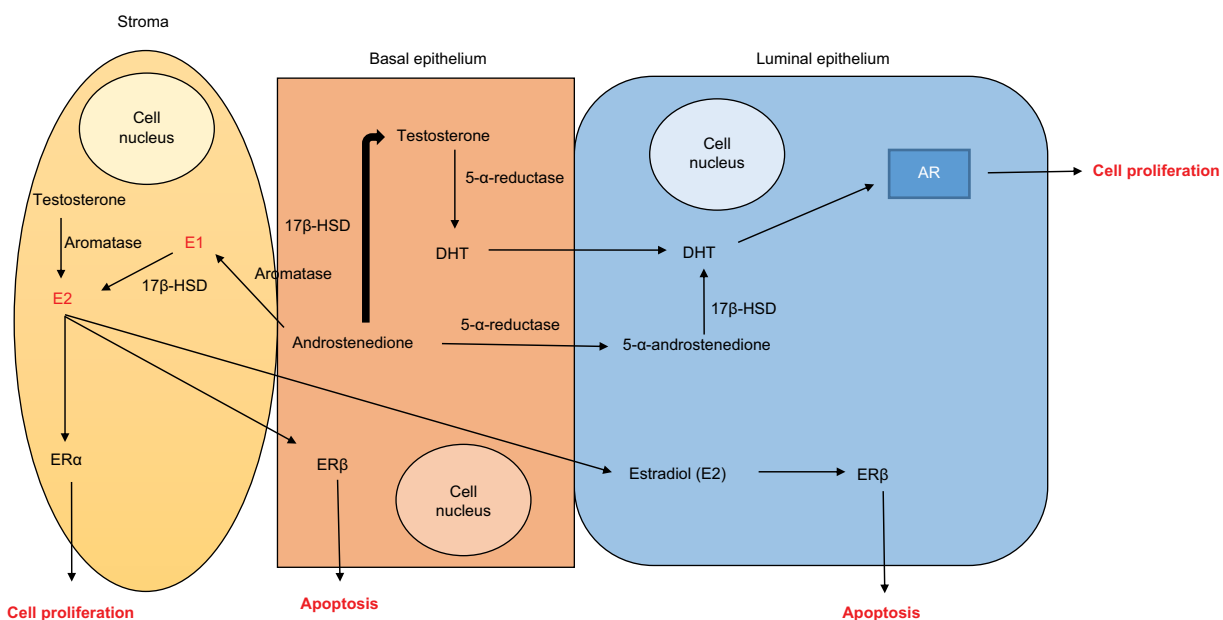 Stroma
Basal epithelium
Luminal epithelium
Cell
nucleus
Testosterone
Aromatase
E1
17β-HSD
E2
ERα
Cell proliferation
Testosterone
5-α-reductase
17β-HSD
DHT
Aromatase
Androstenedione
5-α-reductase
ERβ
Cell
nucleus
Apoptosis
Cell
nucleus
AR
Cell proliferation
DHT
17β-HSD
5-α-androstenedione
Estradiol (E2)
ERβ
Apoptosis